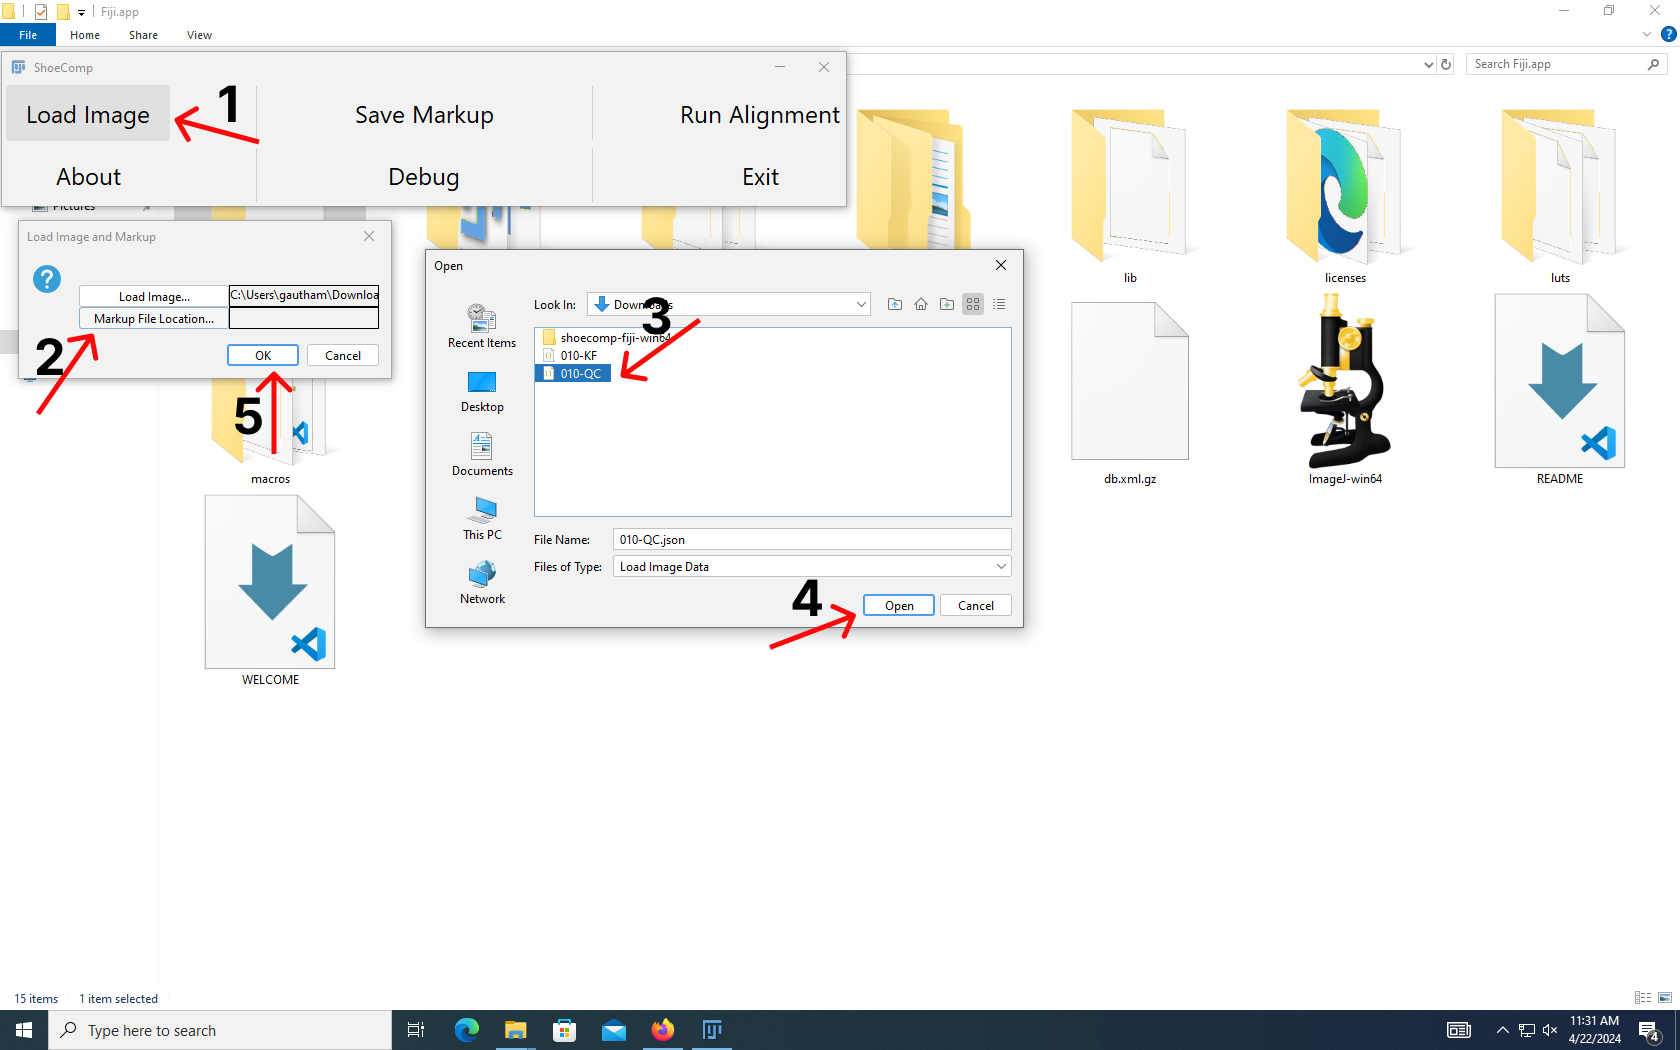 Fiji.app
File
Home
Share
View
Search Fiji.app
ShoeComp
Load Image
1
Save Markup
Run Alignment
About
Debug
Exit
Pictures
Load Image and Markup
Load Image...
C:\Users\gautham\Downloa
Markup File Location...
2
OK
Cancel
5
Open
Look In:
Downloads
3
shoecomp-fiji-win64
010-KF
010-QC
Recent Items
Desktop
Documents
This PC
Network
File Name:
010-QC.json
Files of Type:
Load Image Data
4
Open
Cancel
lib
licenses
luts
macros
db.xml.gz
ImageJ-win64
README
WELCOME
15 items
1 item selected
Type here to search
11:31 AM
4/22/2024
4